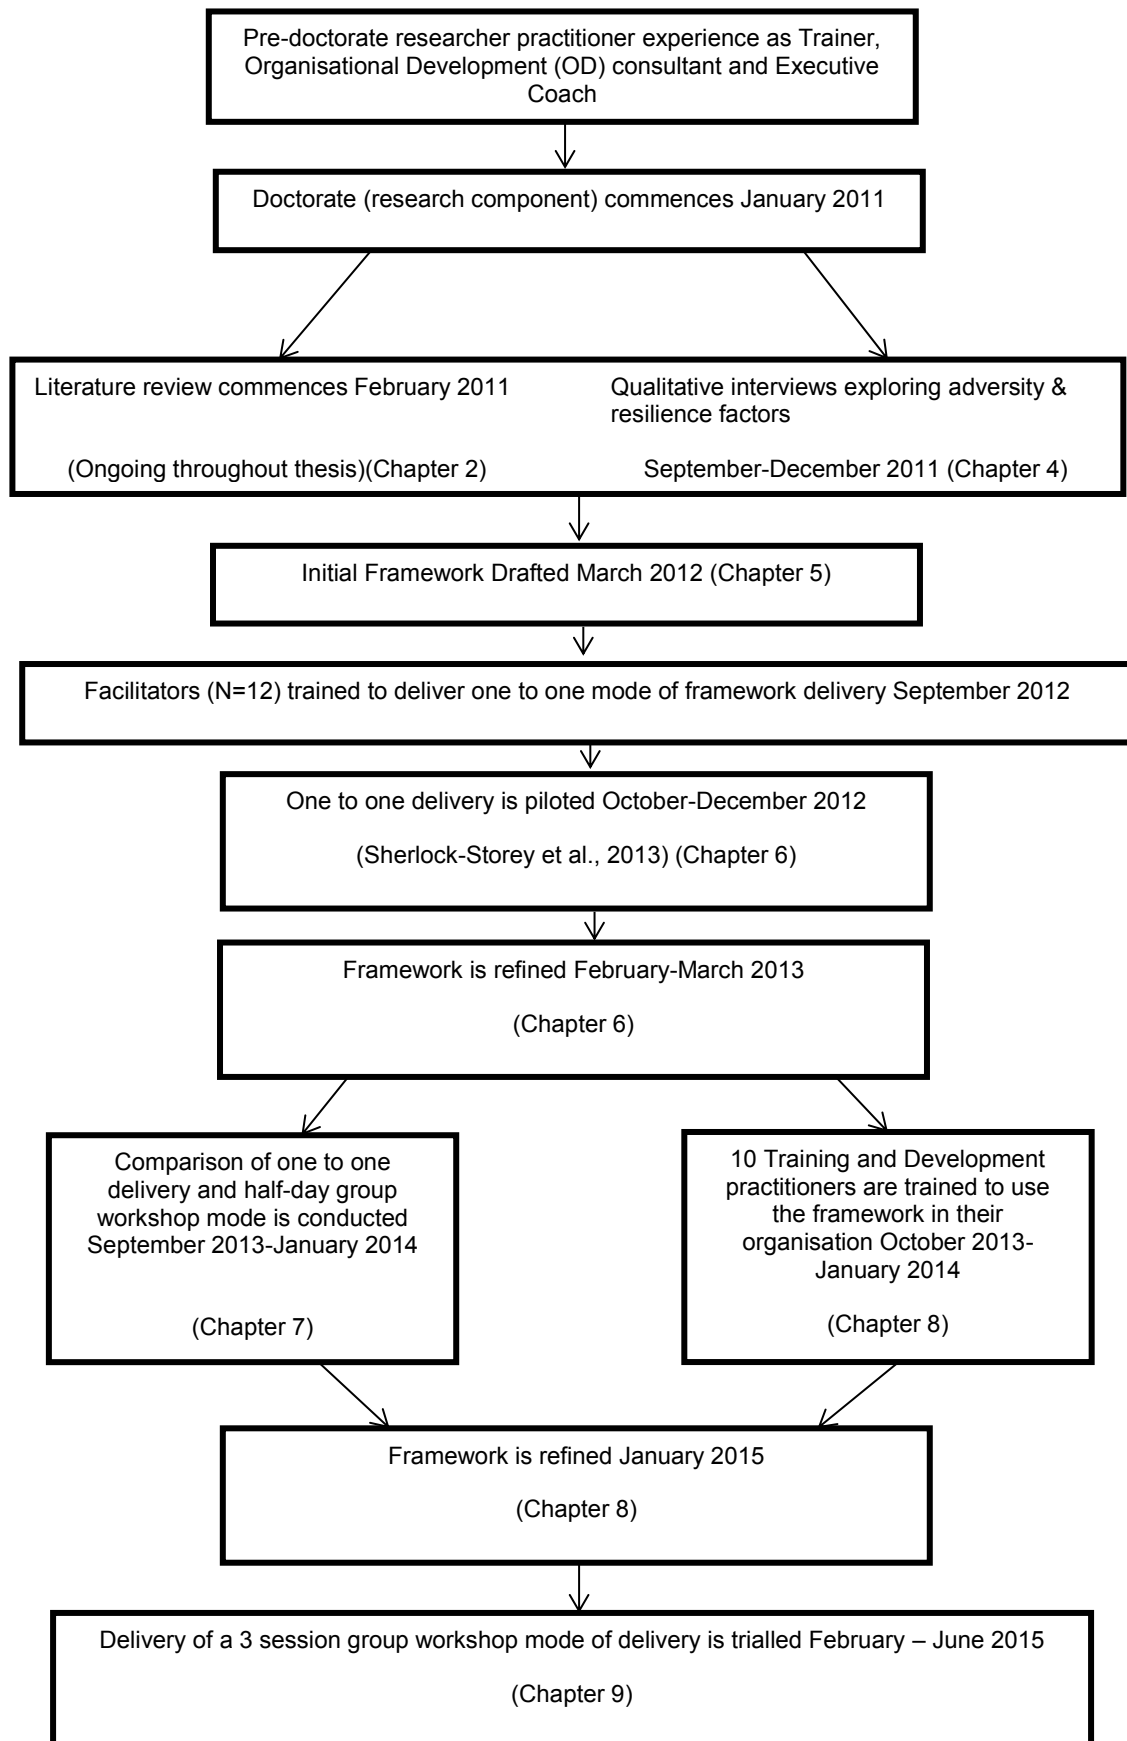 Pre-doctorate researcher practitioner experience as Trainer,
Organisational Development (OD) consultant and Executive
Coach
Doctorate (research component) commences January 2011
Literature review commences February 2011
(Ongoing throughout thesis)(Chapter 2)
Qualitative interviews exploring adversity &
resilience factors
September-December 2011 (Chapter 4)
Initial Framework Drafted March 2012 (Chapter 5)
Facilitators (N=12) trained to deliver one to one mode of framework delivery September 2012
One to one delivery is piloted October-December 2012
(Sherlock-Storey et al., 2013) (Chapter 6)
Framework is refined February-March 2013
(Chapter 6)
Comparison of one to one
delivery and half-day group
workshop mode is conducted
September 2013-January 2014
(Chapter 7)
10 Training and Development
practitioners are trained to use
the framework in their
organisation October 2013-
January 2014
(Chapter 8)
Framework is refined January 2015
(Chapter 8)
Delivery of a 3 session group workshop mode of delivery is trialled February – June 2015
(Chapter 9)